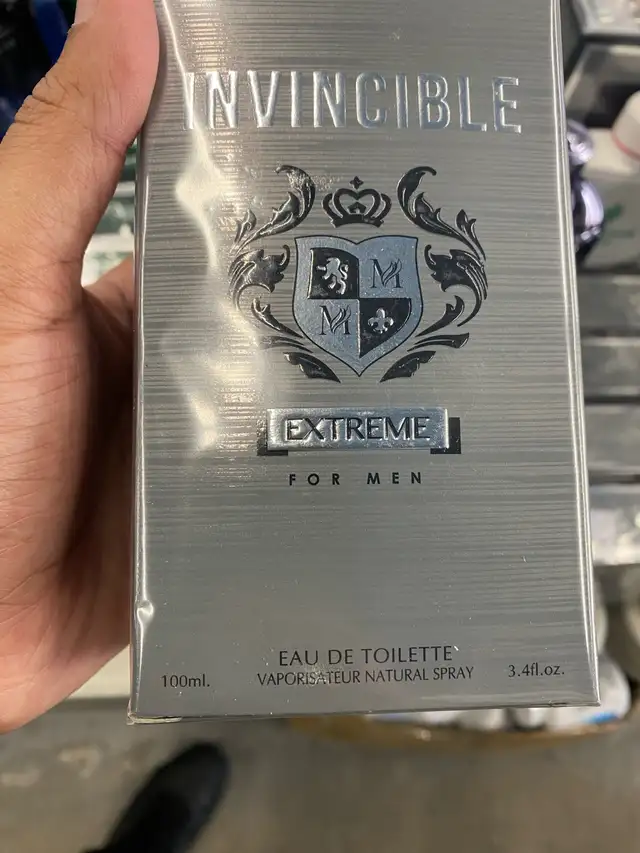 INVINCIBLE
M
M
EXTREME
FOR MEN
EAU DE TOILETTE
100ml. VAPORISATEUR NATURAL SPRAY 3.4fl.oz.